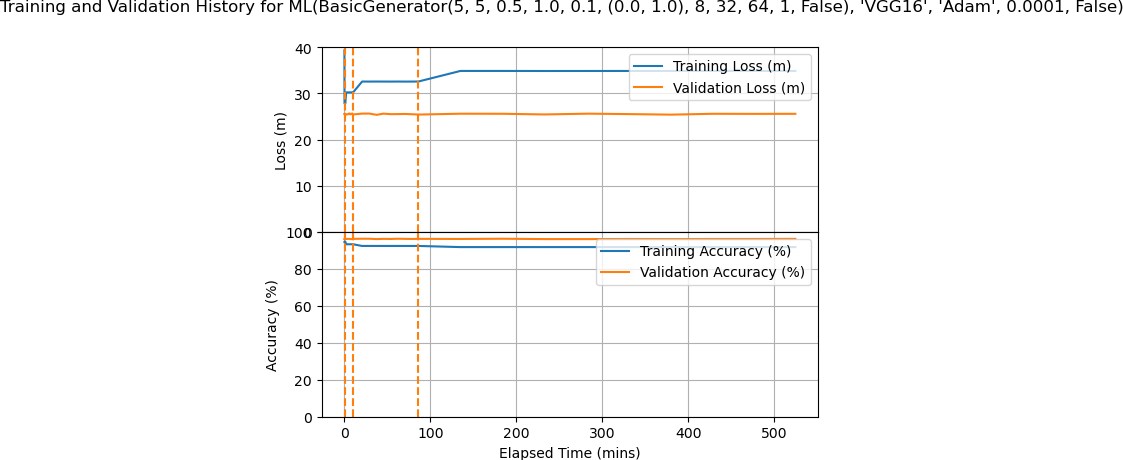 Training and Validation History for ML(BasicGenerator(5, 5, 0.5, 1.0, 0.1, (0.0, 1.0), 8, 32, 64, 1, False), 'VGG16', 'Adam', 0.0001, False)
40
30
20
10
0
Loss (m)
Training Loss (m)
Validation Loss (m)
100
80
60
40
20
0
Accuracy (%)
Training Accuracy (%)
Validation Accuracy (%)
0 100 200 300 400 500
Elapsed Time (mins)